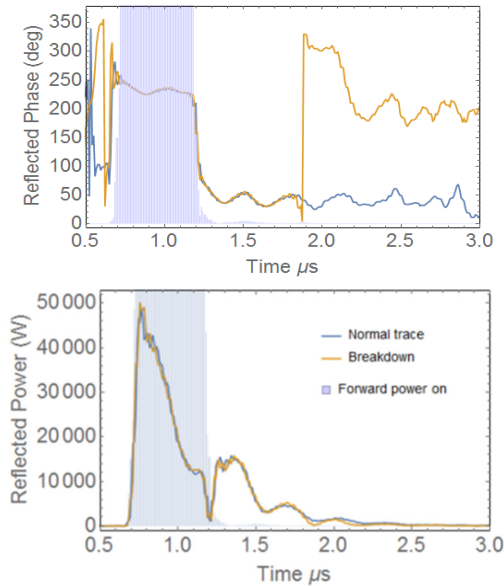 Reflected Phase (deg)
350
300
250
200
150
100
50
0
0.5 1.0 1.5 2.0 2.5 3.0
Time μs
Reflected Power (W)
50 000
40 000
30 000
20 000
10 000
0
Normal trace
Breakdown
Forward power on
0.5 1.0 1.5 2.0 2.5 3.0
Time μs